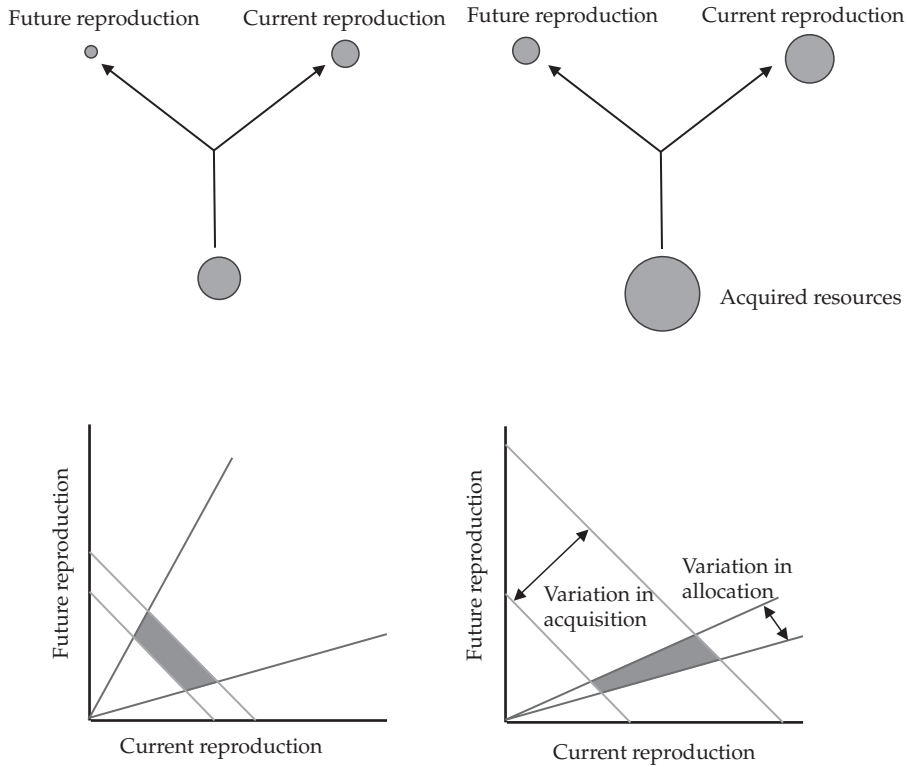 Future reproduction
Current reproduction
Future reproduction
Current reproduction
Acquired resources
Future reproduction
Current reproduction
Future reproduction
Variation in
acquisition
Variation in
allocation
Current reproduction